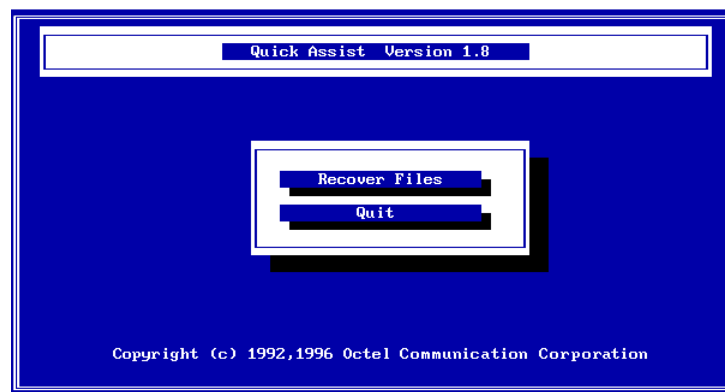 Quick Assist  Version 1.8
Recover Files
Quit
Copyright (c) 1992,1996 Octel Communication Corporation